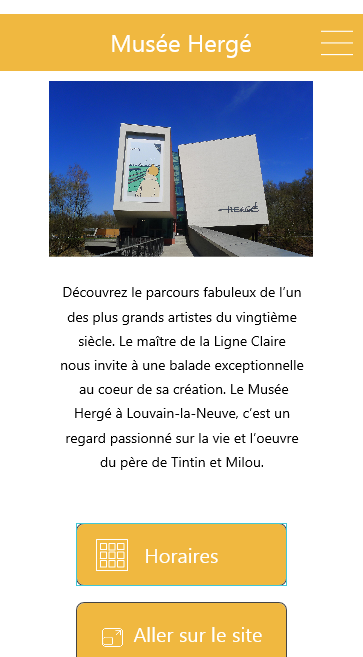 Musée Hergé
HERGÉ
Découvrez le parcours fabuleux de l'un
des plus grands artistes du vingtième
siècle. Le maître de la Ligne Claire
nous invite à une balade exceptionnelle
au coeur de sa création. Le Musée
Hergé à Louvain-la-Neuve, c'est un
regard passionné sur la vie et l'oeuvre
du père de Tintin et Milou.
Horaires
Aller sur le site